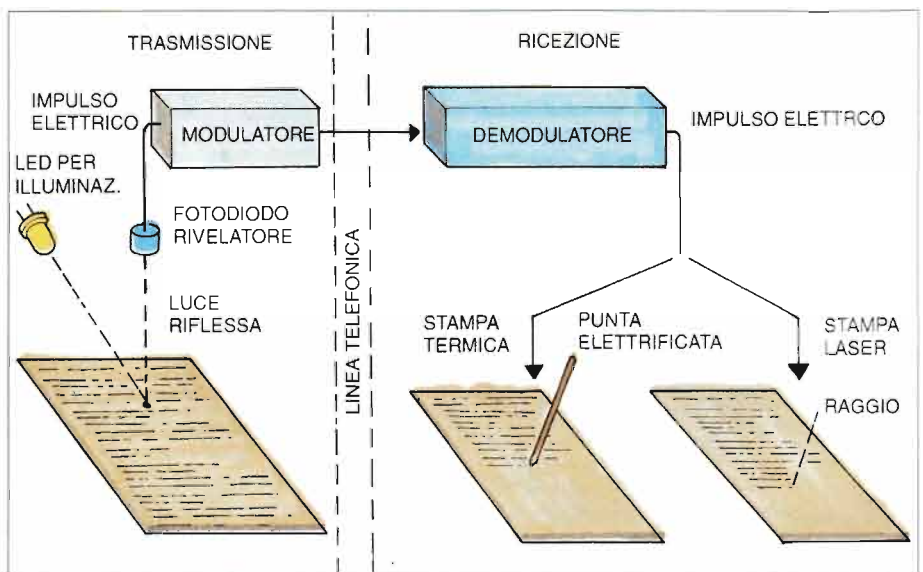 TRASMISSIONE
RICEZIONE
IMPULSO
ELETTRICO
MODULATORE
DEMODULATORE
IMPULSO ELETTRCO
LED PER
ILLUMINAZ.
FOTODIODO
RIVELATORE
LUCE
RIFLESSA
LINEA TELEFONICA
STAMPA
TERMICA
PUNTA
ELETTRIFICATA
STAMPA
LASER
RAGGIO